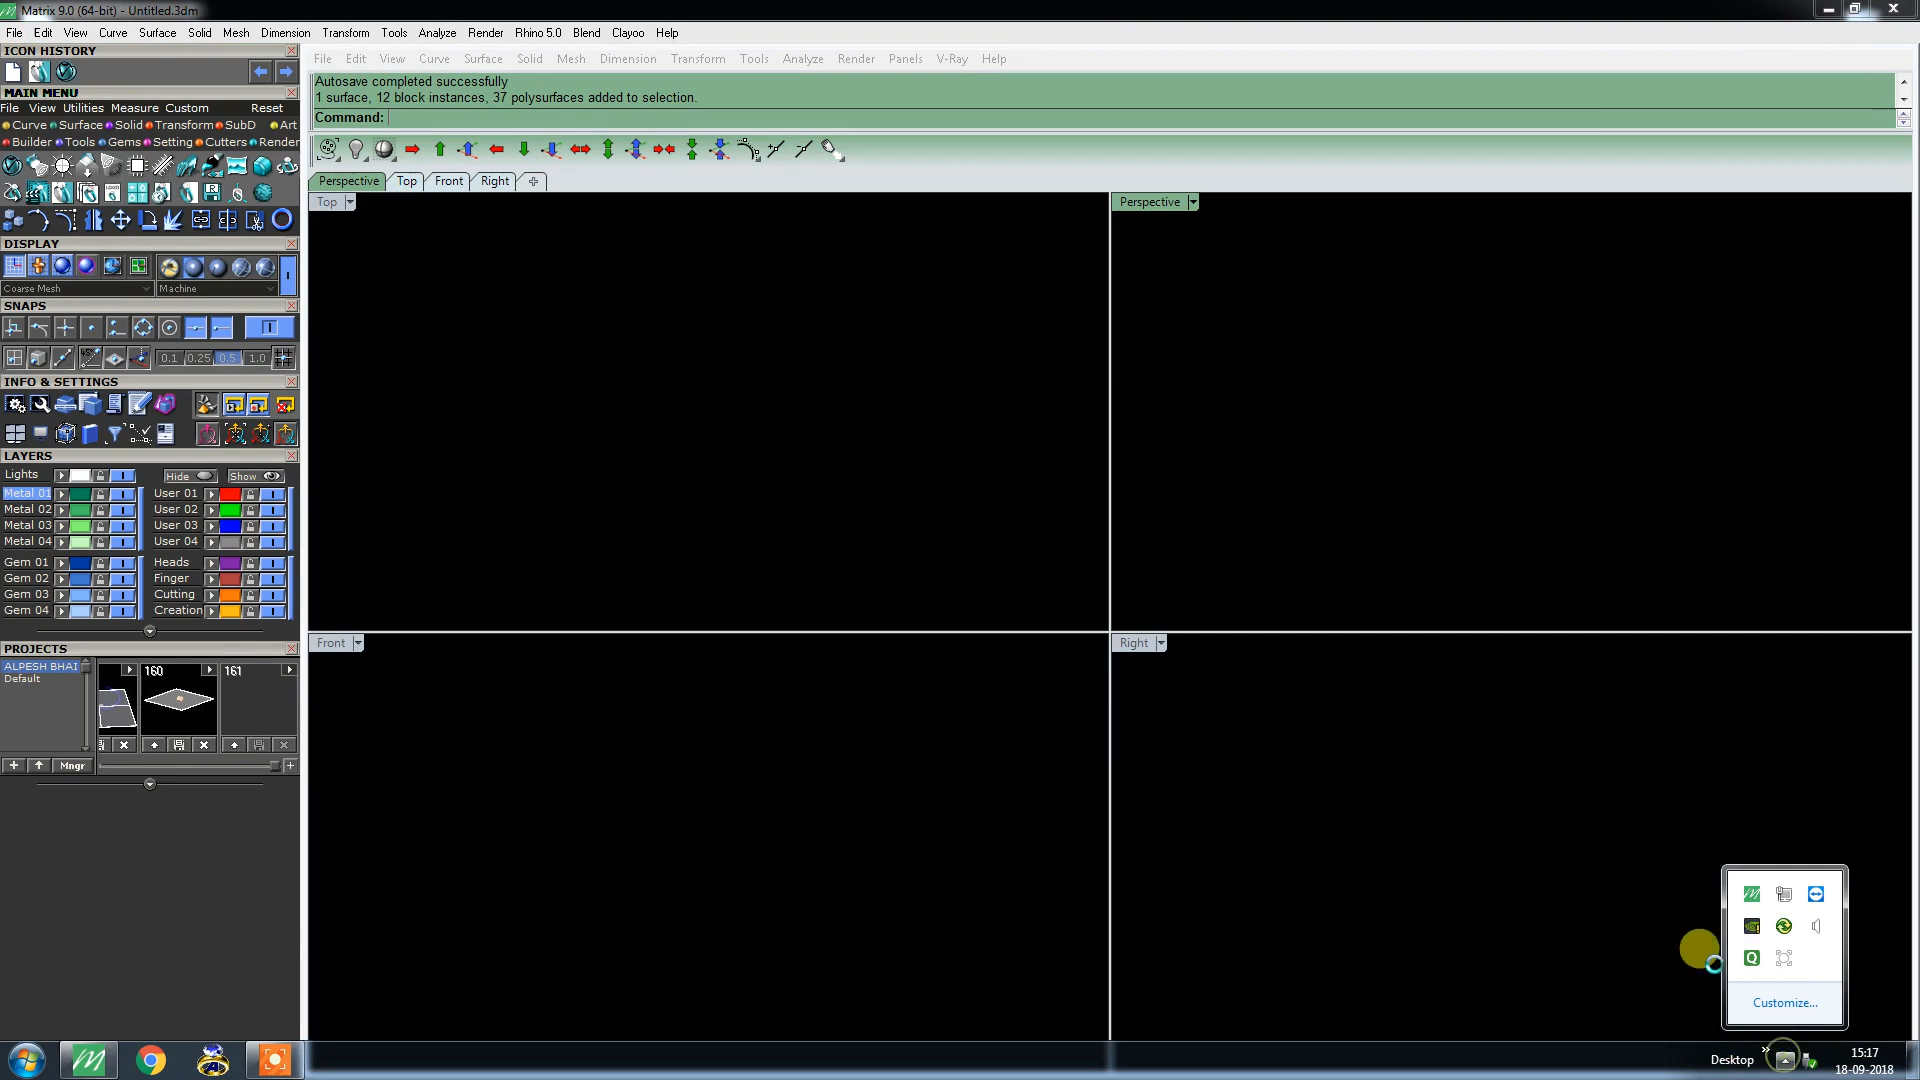 Matrix 9.0 (64-bit) - Untitled.3dm
File Edit View Curve Surface Solid Mesh Dimension Transform Tools Analyze Render Rhino 5.0 Blend Clayoo Help
ICON HISTORY
MAIN MENU
File View Utilities Measure Custom Reset
Curve Surface Solid Transform SubD Art
Builder Tools Gems Setting Cutters Render
DISPLAY
Coarse Mesh Machine
SNAPS
0.1 0.25 0.5 1.0
INFO & SETTINGS
LAYERS
Lights Hide Show
Metal 01 User 01
Metal 02 User 02
Metal 03 User 03
Metal 04 User 04
Gem 01 Heads
Gem 02 Finger
Gem 03 Cutting
Gem 04 Creation
PROJECTS
ALPESH BHAI
Default
160 161
Mngr
File Edit View Curve Surface Solid Mesh Dimension Transform Tools Analyze Render Panels V-Ray Help
Autosave completed successfully
1 surface, 12 block instances, 37 polysurfaces added to selection.
Command:
Perspective Top Front Right
Top
Perspective
Front
Right
Customize...
Desktop
15:17
18-09-2018